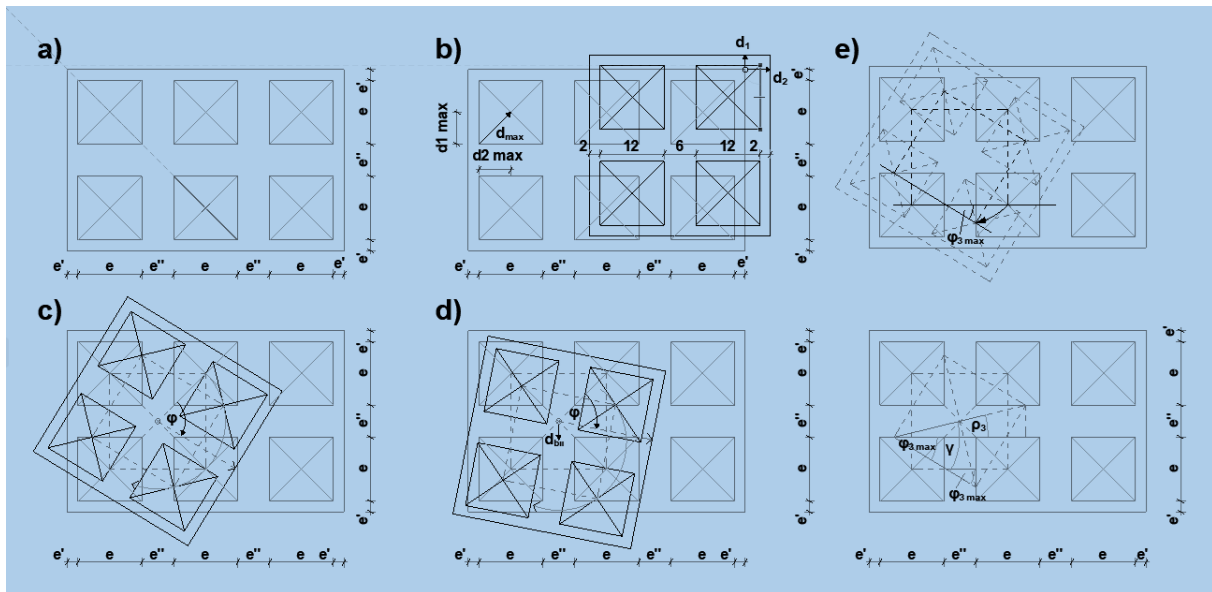 a)
e'
e
e''
e
e'
e' e e'' e e'' e e'
b)
d1
d2
d1 max
dmax
d2 max
2 12 6 12 2
e'
e
e''
e
e'
e' e e'' e e'' e e'
e)
φ3 max
c)
φ
e'
e
e''
e
e'
e' e e'' e e'' e e'
d)
φ
dbII
e'
e
e''
e
e'
e' e e'' e e'' e e'
ρ3
φ3 max
γ
φ3 max
e'
e
e''
e
e'
e' e e'' e e'' e e'